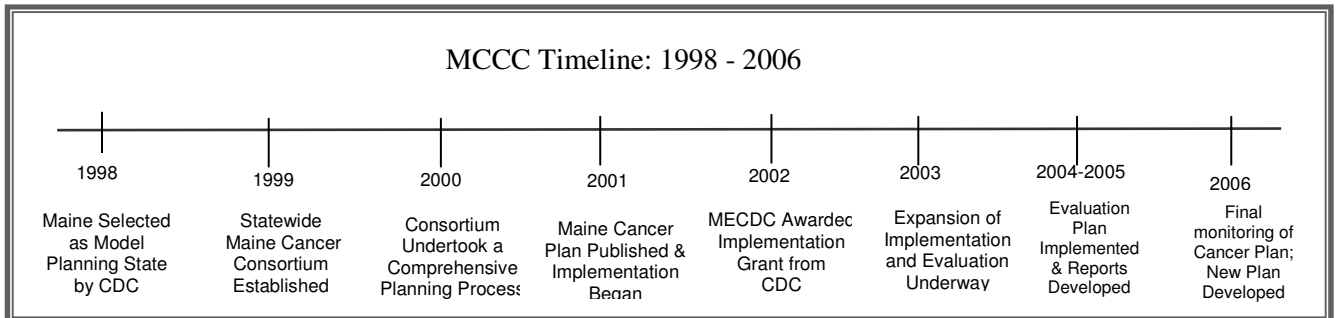 MCCC Timeline: 1998 - 2006
1998
Maine Selected
as Model
Planning State
by CDC
1999
Statewide
Maine Cancer
Consortium
Established
2000
Consortium
Undertook a
Comprehensive
Planning Process
2001
Maine Cancer
Plan Published &
Implementation
Began
2002
MECDC Awarded
Implementation
Grant from
CDC
2003
Expansion of
Implementation
and Evaluation
Underway
2004-2005
Evaluation
Plan
Implemented
& Reports
Developed
2006
Final
monitoring of
Cancer Plan;
New Plan
Developed